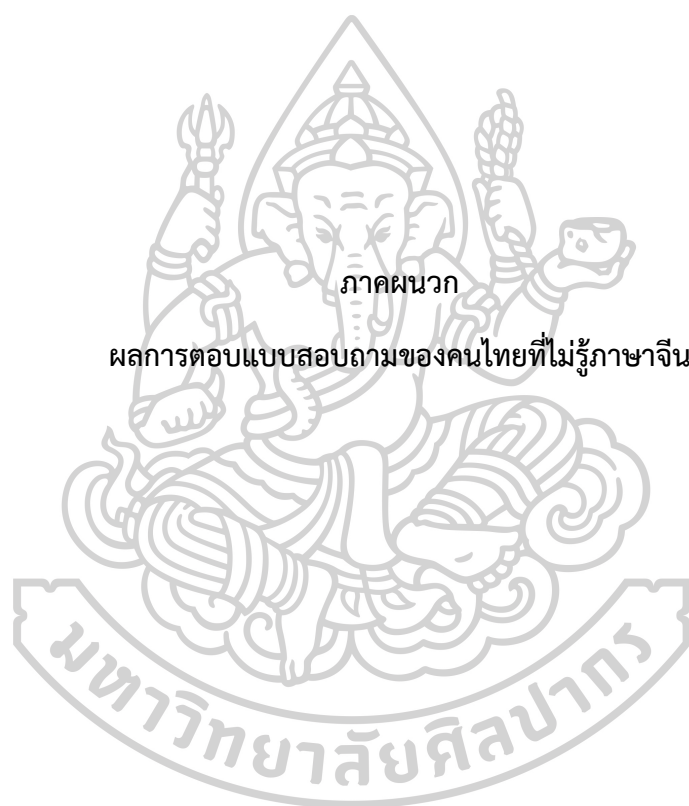 ภาคผนวก
ผลการตอบแบบสอบถามของคนไทยที่ไม่รู้ภาษาจีน
มหาวิทยาลัยศิลปากร